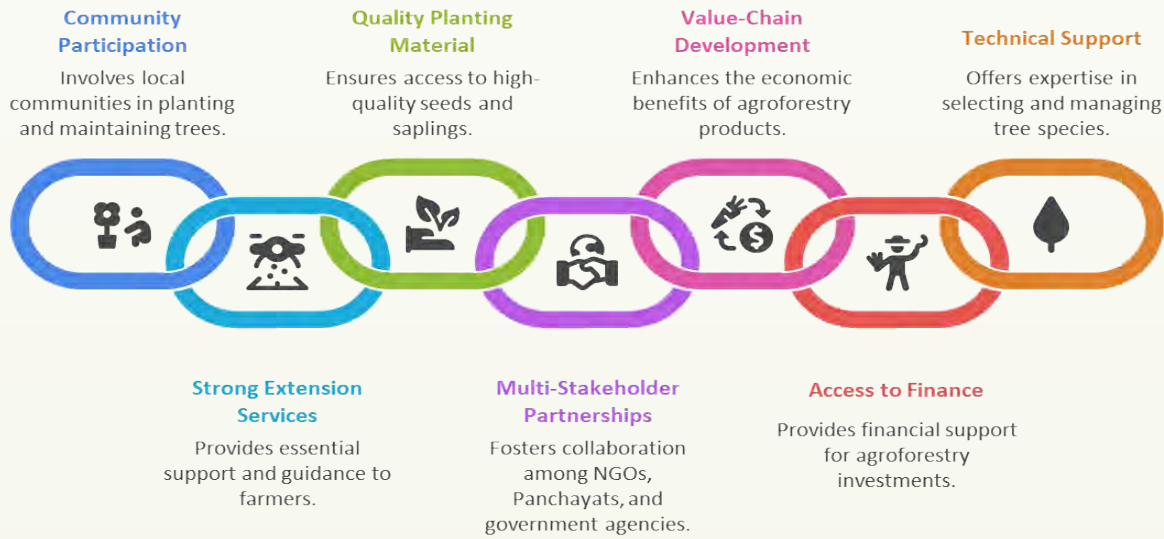 Community
Participation
Involves local
communities in planting
and maintaining trees.
Quality Planting
Material
Ensures access to high-
quality seeds and
saplings.
Value-Chain
Development
Enhances the economic
benefits of agroforestry
products.
Technical Support
Offers expertise in
selecting and managing
tree species.
$
Strong Extension
Services
Provides essential
support and guidance to
farmers.
Multi-Stakeholder
Partnerships
Fosters collaboration
among NGOs,
Panchayats, and
government agencies.
Access to Finance
Provides financial support
for agroforestry
investments.